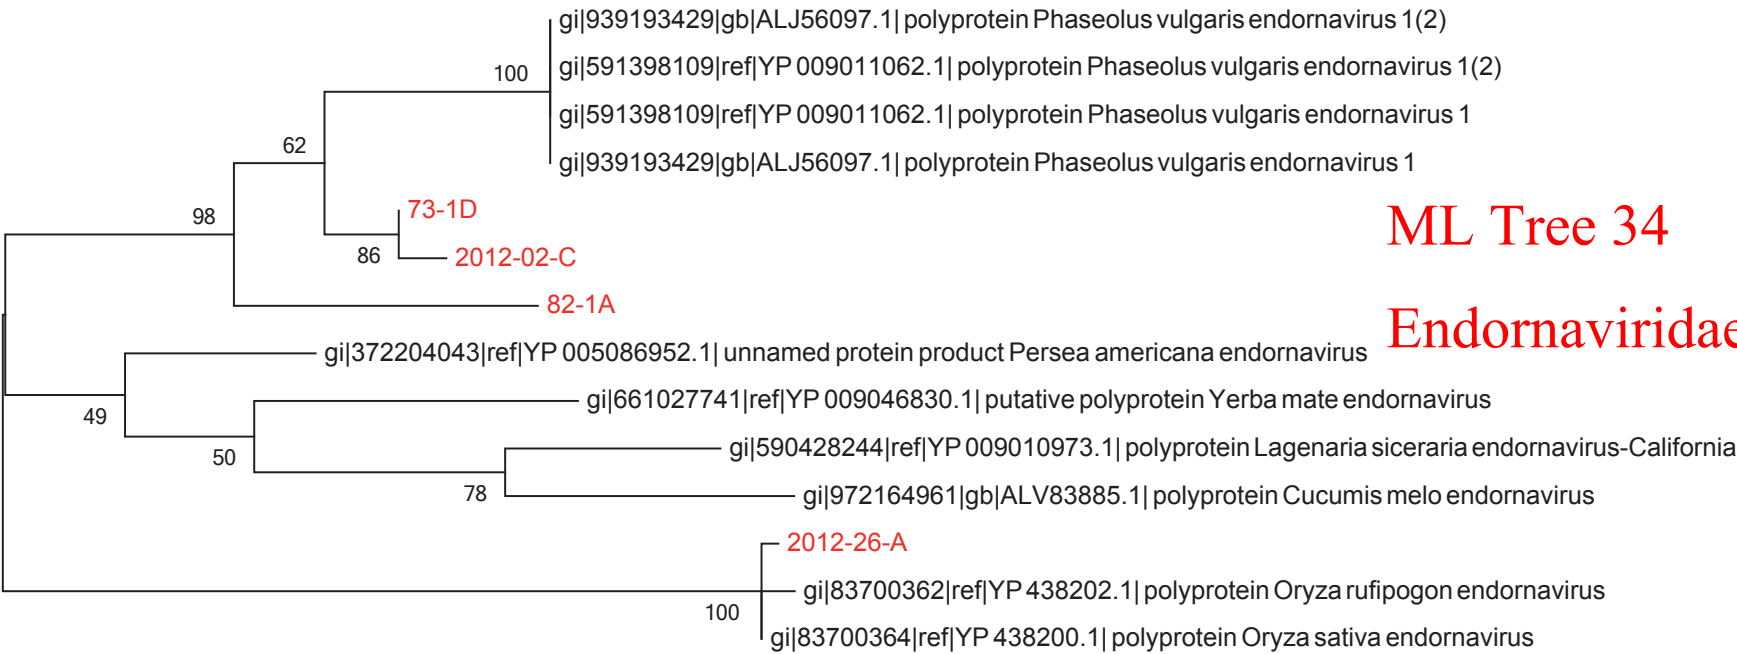 gi|939193429|gb|ALJ56097.1| polyprotein Phaseolus vulgaris endornavirus 1(2)
100
gi|591398109|ref|YP 009011062.1| polyprotein Phaseolus vulgaris endornavirus 1(2)
gi|591398109|ref|YP 009011062.1| polyprotein Phaseolus vulgaris endornavirus 1
62
gi|939193429|gb|ALJ56097.1| polyprotein Phaseolus vulgaris endornavirus 1
98
73-1D
ML Tree 34
86
2012-02-C
82-1A
Endornaviridae
gi|372204043|ref|YP 005086952.1| unnamed protein product Persea americana endornavirus
49
gi|661027741|ref|YP 009046830.1| putative polyprotein Yerba mate endornavirus
50
gi|590428244|ref|YP 009010973.1| polyprotein Lagenaria siceraria endornavirus-California
78
gi|972164961|gb|ALV83885.1| polyprotein Cucumis melo endornavirus
2012-26-A
gi|83700362|ref|YP 438202.1| polyprotein Oryza rufipogon endornavirus
100
gi|83700364|ref|YP 438200.1| polyprotein Oryza sativa endornavirus